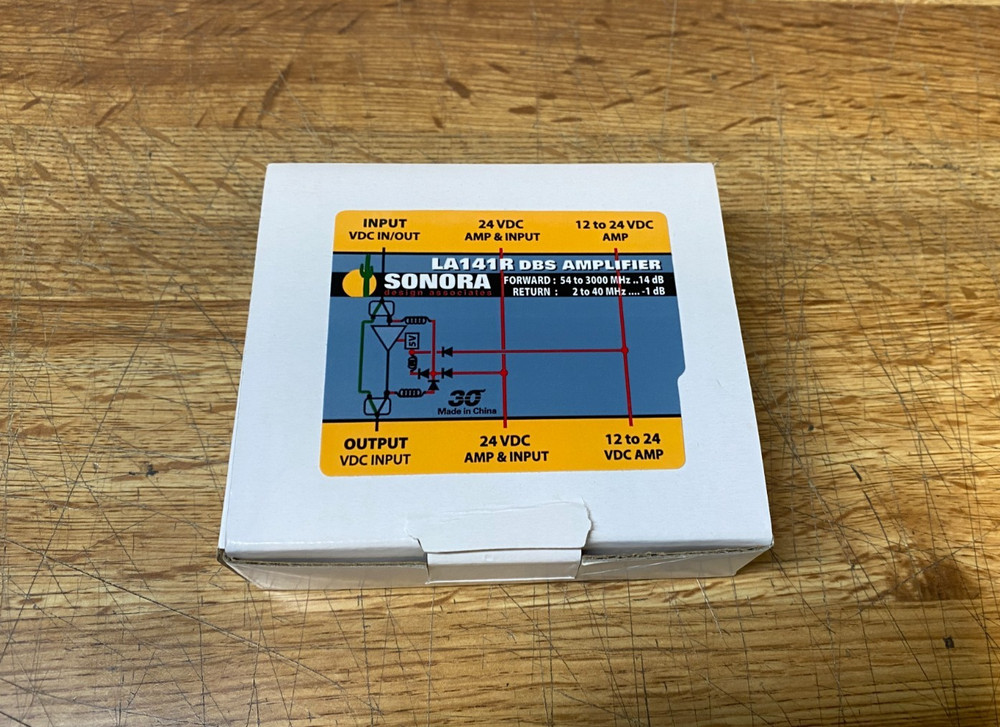 INPUT
VDC IN/OUT
24 VDC
AMP & INPUT
12 to 24 VDC
AMP
LA141R DBS AMPLIFIER
SONORA
design associates
FORWARD : 54 to 3000 MHz ..14 dB
RETURN : 2 to 40 MHz .... -1 dB
5V
30
Made in China
OUTPUT
VDC INPUT
24 VDC
AMP & INPUT
12 to 24
VDC AMP